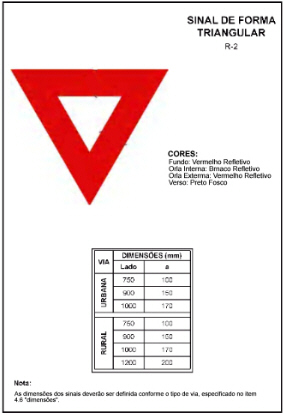 SINAL DE FORMA
TRIANGULAR
R-2
CORES:
Fundo: Vermelho Refletivo
Orla Interna: Brnaco Refletivo
Orla Externa: Vermelho Refletivo
Verso: Preto Fosco
VIA DIMENSÕES (mm)
Lado a
URBANA
750 100
900 150
1000 170
RURAL
750 100
900 150
1000 170
1200 200
Nota:
As dimensões dos sinais deverão ser definida conforme o tipo de via, especificado no item
4.6 "dimensões".